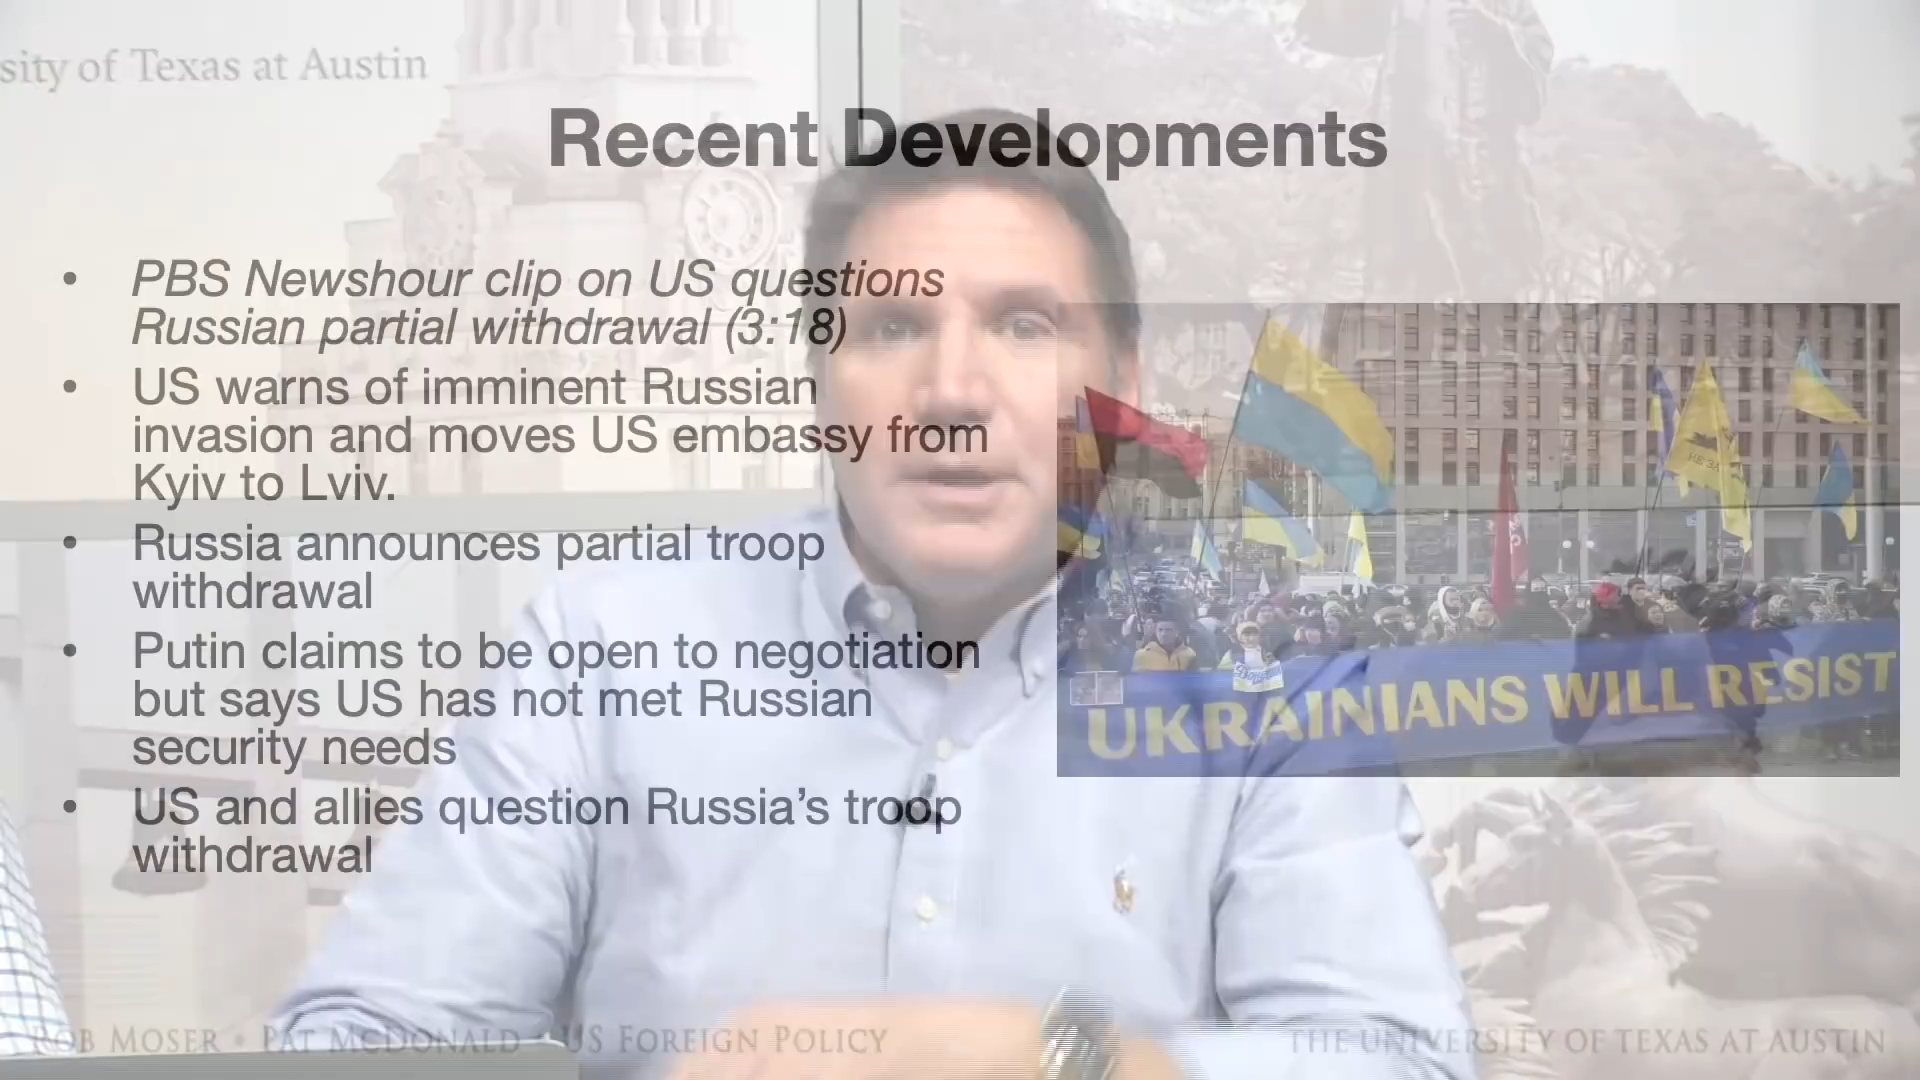 sity of Texas at Austin
Recent Developments
• PBS Newshour clip on US questions
Russian partial withdrawal (3:18)
• US warns of imminent Russian
invasion and moves US embassy from
Kyiv to Lviv.
• Russia announces partial troop
withdrawal
• Putin claims to be open to negotiation
but says US has not met Russian
security needs
• US and allies question Russia’s troop
withdrawal
UKRAINIANS WILL RESIST
ROB MOSER • PAT MCDONALD • US FOREIGN POLICY
THE UNIVERSITY OF TEXAS AT AUSTIN